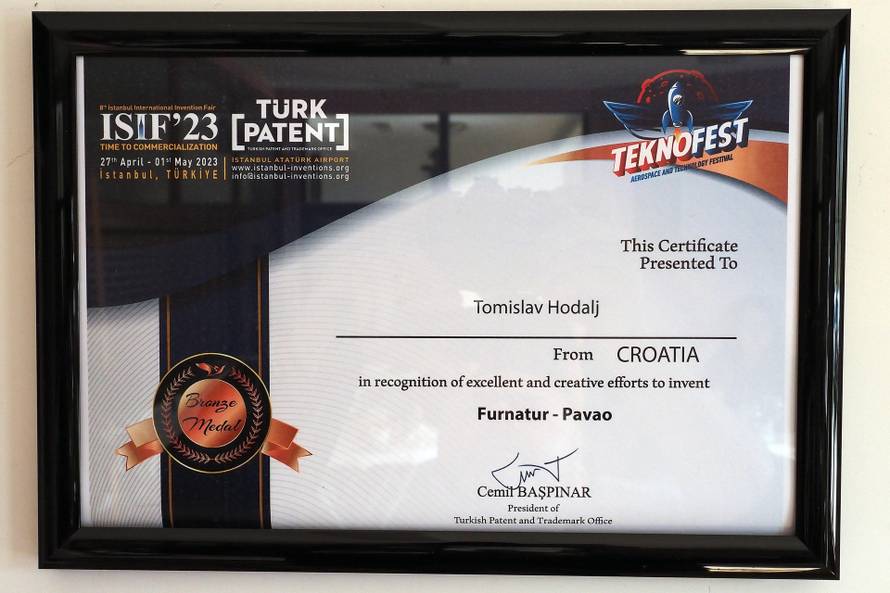 8th İstanbul International Invention Fair
ISIF'23
TIME TO COMMERCIALIZATION
27th April - 01st May 2023
İstanbul, TÜRKİYE
TÜRK
[PATENT]
TURKISH PATENT AND TRADEMARK OFFICE
ISTANBUL ATATÜRK AIRPORT
www.istanbul-inventions.org
info@istanbul-inventions.org
TEKNOFEST
AEROSPACE AND TECHNOLOGY FESTIVAL
This Certificate
Presented To
Tomislav Hodalj
From CROATIA
in recognition of excellent and creative efforts to invent
Furnatur - Pavao
Bronze
Medal
Cemil BAŞPINAR
President of
Turkish Patent and Trademark Office